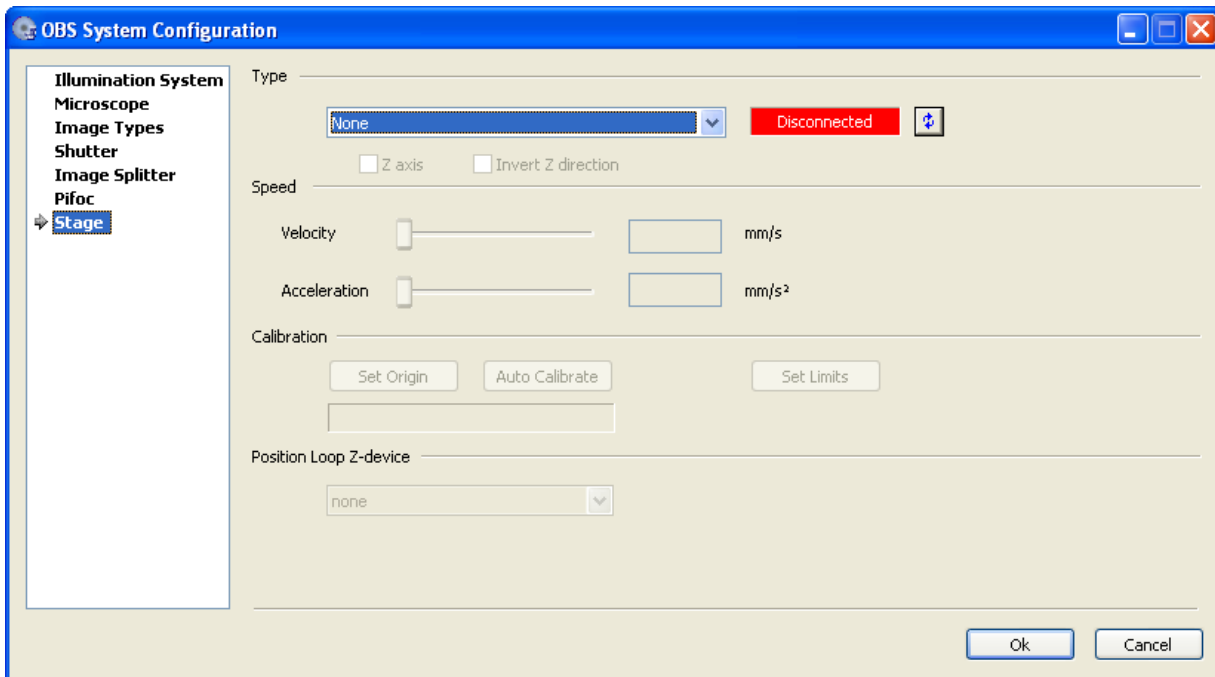 OBS System Configuration
Illumination System
Microscope
Image Types
Shutter
Image Splitter
Pifoc
Stage
Type
None
Disconnected
Z axis
Invert Z direction
Speed
Velocity
mm/s
Acceleration
mm/s²
Calibration
Set Origin
Auto Calibrate
Set Limits
Position Loop Z-device
none
Ok
Cancel